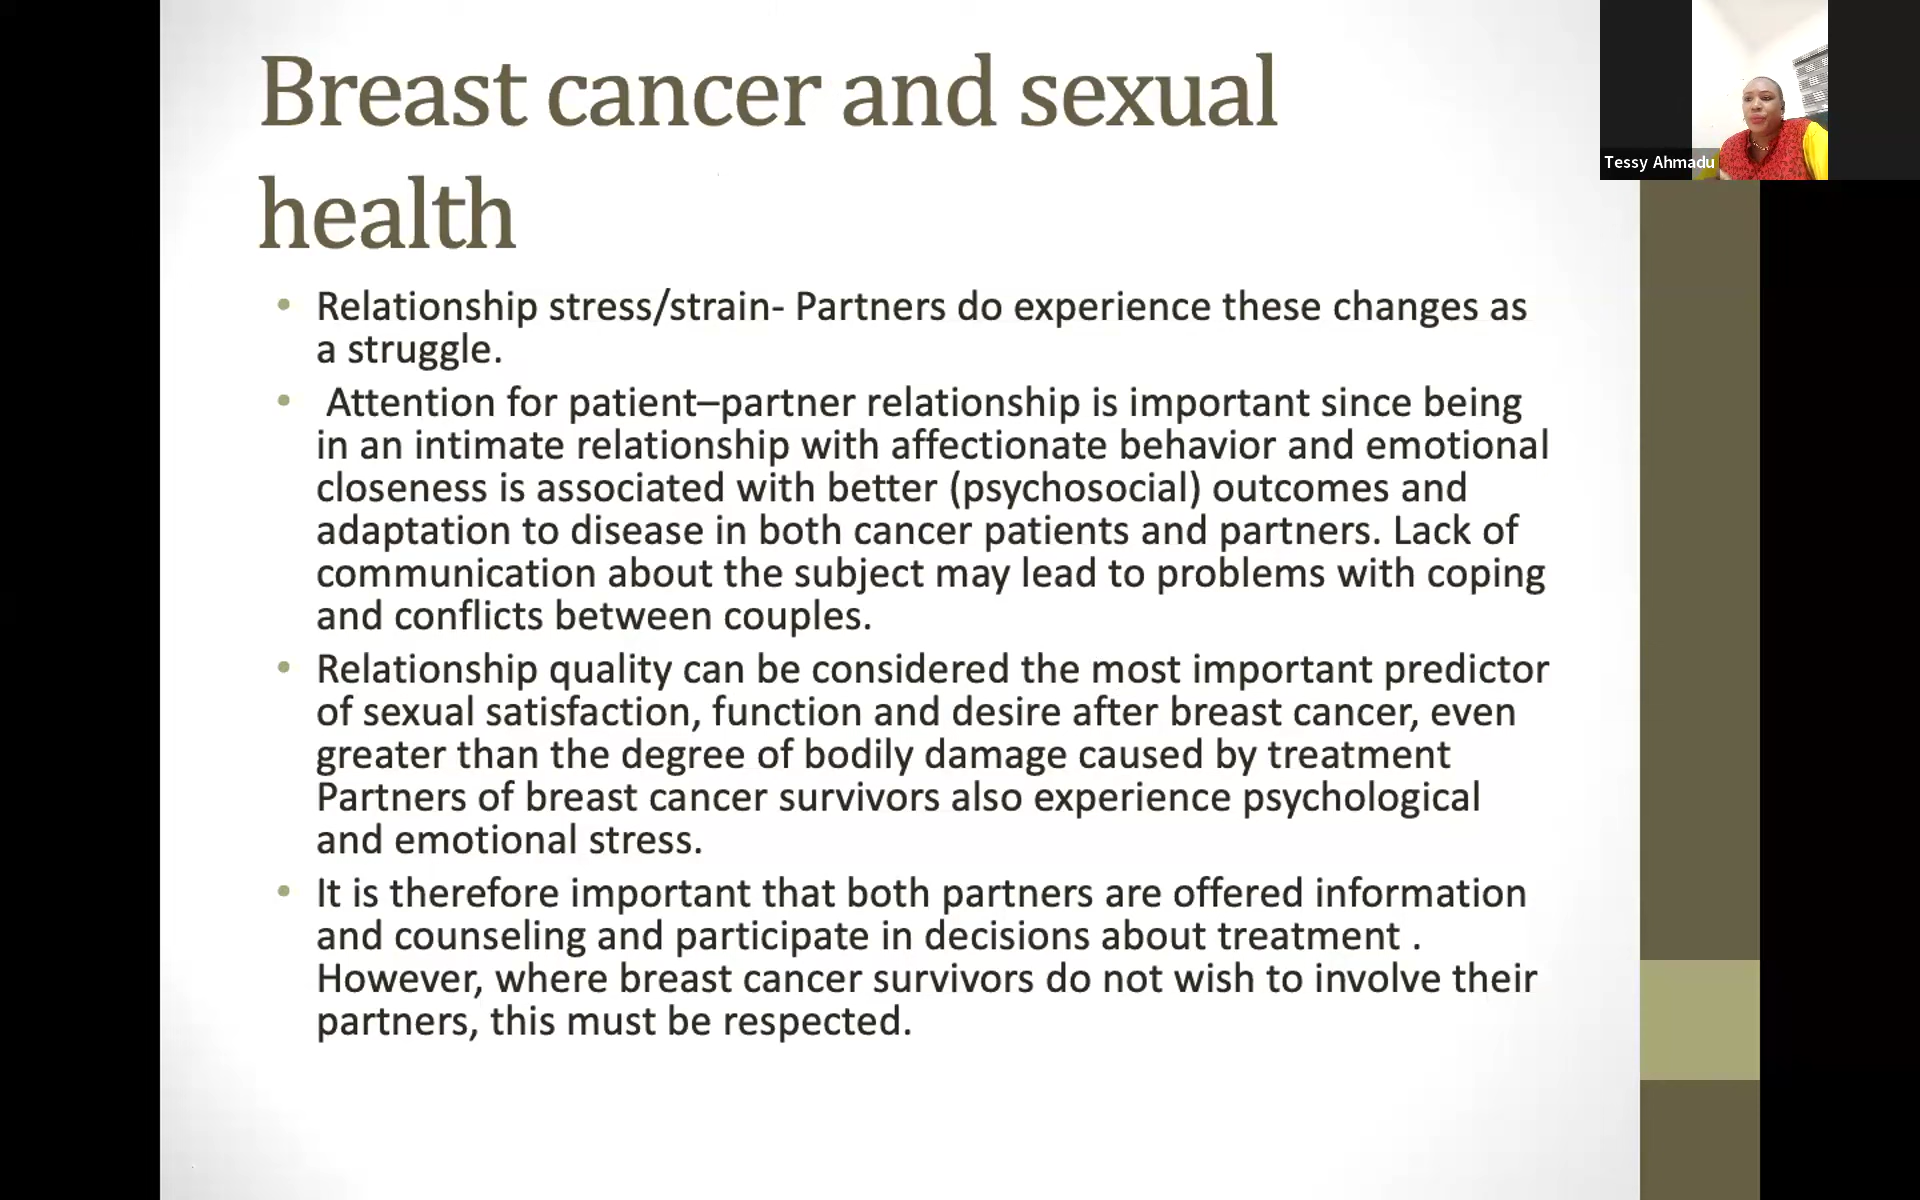 Breast cancer and sexual
health
Tessy Ahmadu
• Relationship stress/strain- Partners do experience these changes as
a struggle.
• Attention for patient–partner relationship is important since being
in an intimate relationship with affectionate behavior and emotional
closeness is associated with better (psychosocial) outcomes and
adaptation to disease in both cancer patients and partners. Lack of
communication about the subject may lead to problems with coping
and conflicts between couples.
• Relationship quality can be considered the most important predictor
of sexual satisfaction, function and desire after breast cancer, even
greater than the degree of bodily damage caused by treatment
Partners of breast cancer survivors also experience psychological
and emotional stress.
• It is therefore important that both partners are offered information
and counseling and participate in decisions about treatment .
However, where breast cancer survivors do not wish to involve their
partners, this must be respected.